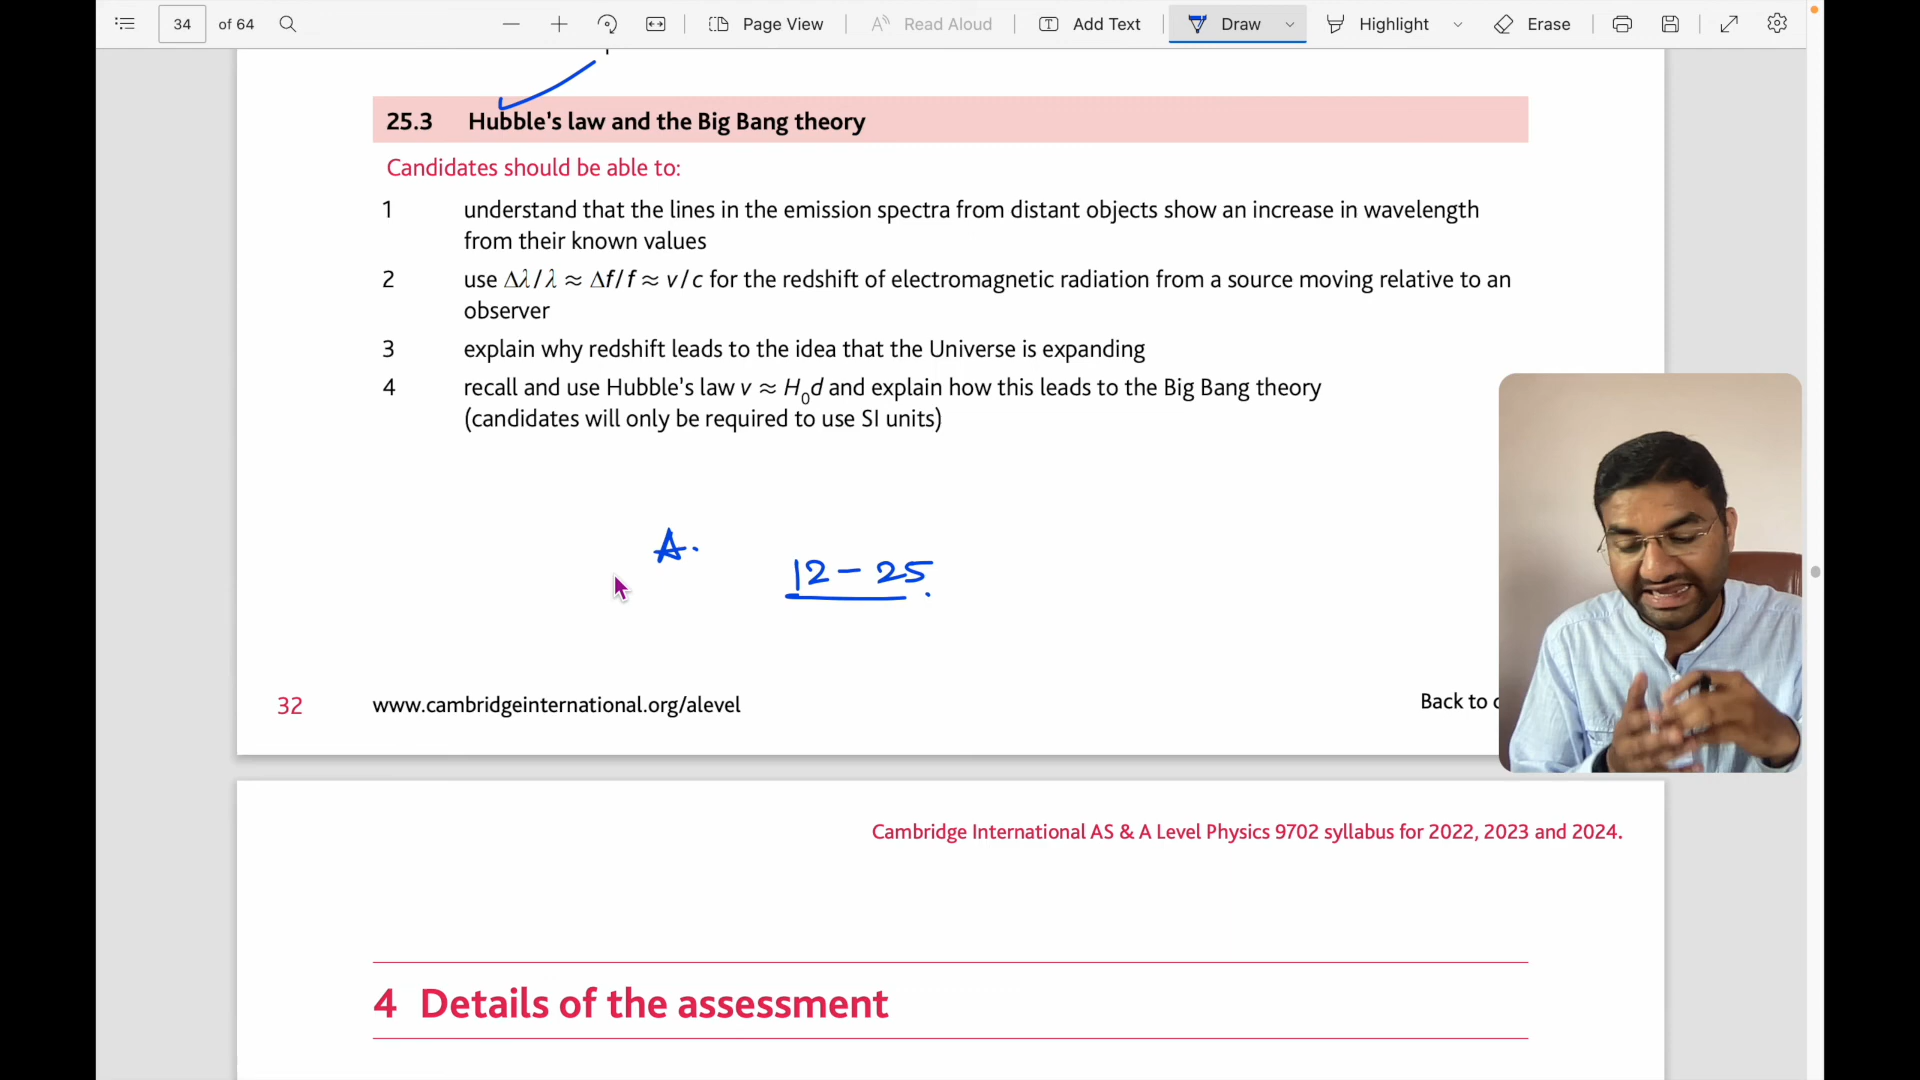 34 of 64 Page View Read Aloud Add Text Draw Highlight Erase
25.3 Hubble's law and the Big Bang theory
Candidates should be able to:
1 understand that the lines in the emission spectra from distant objects show an increase in wavelength
from their known values
2 use Δλ/λ ≈ Δf/f ≈ v/c for the redshift of electromagnetic radiation from a source moving relative to an
observer
3 explain why redshift leads to the idea that the Universe is expanding
4 recall and use Hubble's law v ≈ H₀d and explain how this leads to the Big Bang theory
(candidates will only be required to use SI units)
A.
12 – 25.
32 www.cambridgeinternational.org/alevel Back to
Cambridge International AS & A Level Physics 9702 syllabus for 2022, 2023 and 2024.
4 Details of the assessment